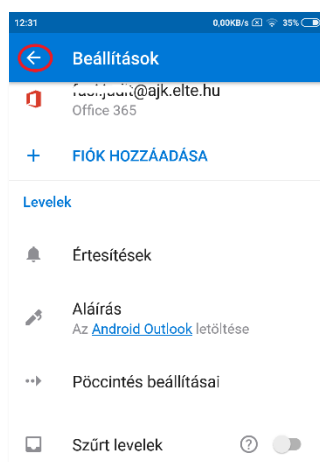 12:31 0,00KB/s 35%
Beállítások
@ajk.elte.hu
Office 365
+ FIÓK HOZZÁADÁSA
Levelek
Értesítések
Aláírás
Az Android Outlook letöltése
Pöccintés beállításai
Szűrt levelek ?